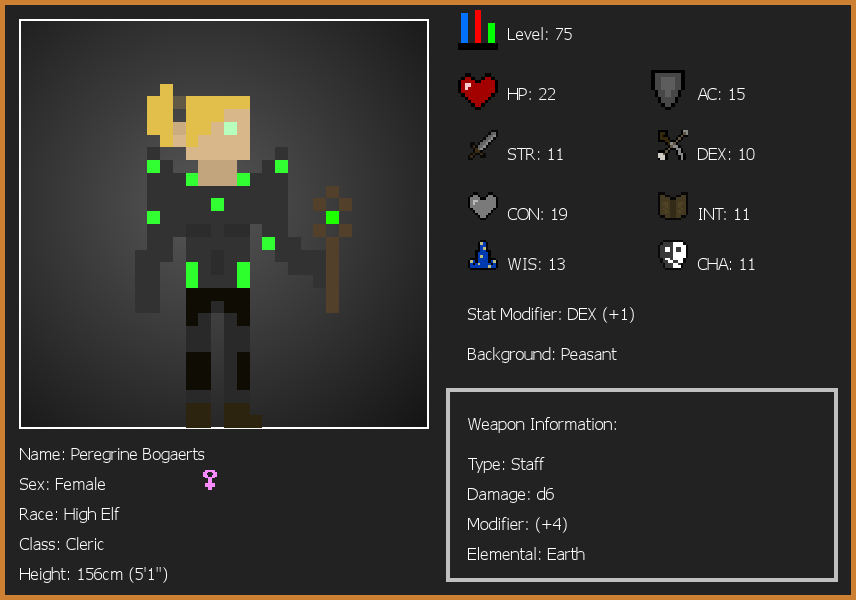 Level: 75
HP: 22
AC: 15
STR: 11
DEX: 10
CON: 19
INT: 11
WIS: 13
CHA: 11
Stat Modifier: DEX (+1)
Background: Peasant
Weapon Information:
Type: Staff
Damage: d6
Modifier: (+4)
Elemental: Earth
Name: Peregrine Bogaerts
Sex: Female
Race: High Elf
Class: Cleric
Height: 156cm (5'1")